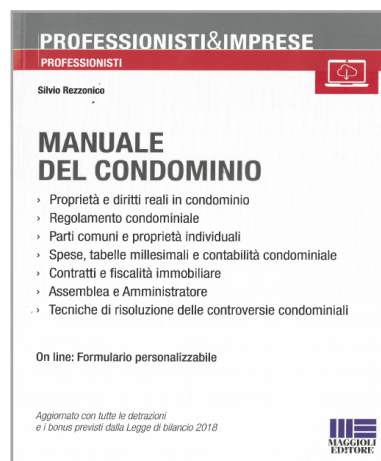 PROFESSIONISTI&IMPRESE
PROFESSIONISTI
Silvio Rezzonico
MANUALE
DEL CONDOMINIO
› Proprietà e diritti reali in condominio
› Regolamento condominiale
› Parti comuni e proprietà individuali
› Spese, tabelle millesimali e contabilità condominiale
› Contratti e fiscalità immobiliare
› Assemblea e Amministratore
› Tecniche di risoluzione delle controversie condominiali
On line: Formulario personalizzabile
Aggiornato con tutte le detrazioni
e i bonus previsti dalla Legge di bilancio 2018
MAGGIOLI
EDITORE